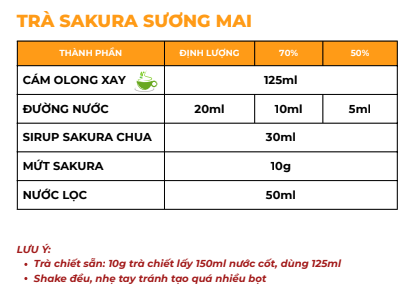 TRÀ SAKURA SƯƠNG MAI
THÀNH PHẦN ĐỊNH LƯỢNG 70% 50%
CÁM OLONG XAY 125ml
ĐƯỜNG NƯỚC 20ml 10ml 5ml
SIRUP SAKURA CHUA 30ml
MỨT SAKURA 10g
NƯỚC LỌC 50ml
LƯU Ý:
• Trà chiết sẵn: 10g trà chiết lấy 150ml nước cốt, dùng 125ml
• Shake đều, nhẹ tay tránh tạo quá nhiều bọt